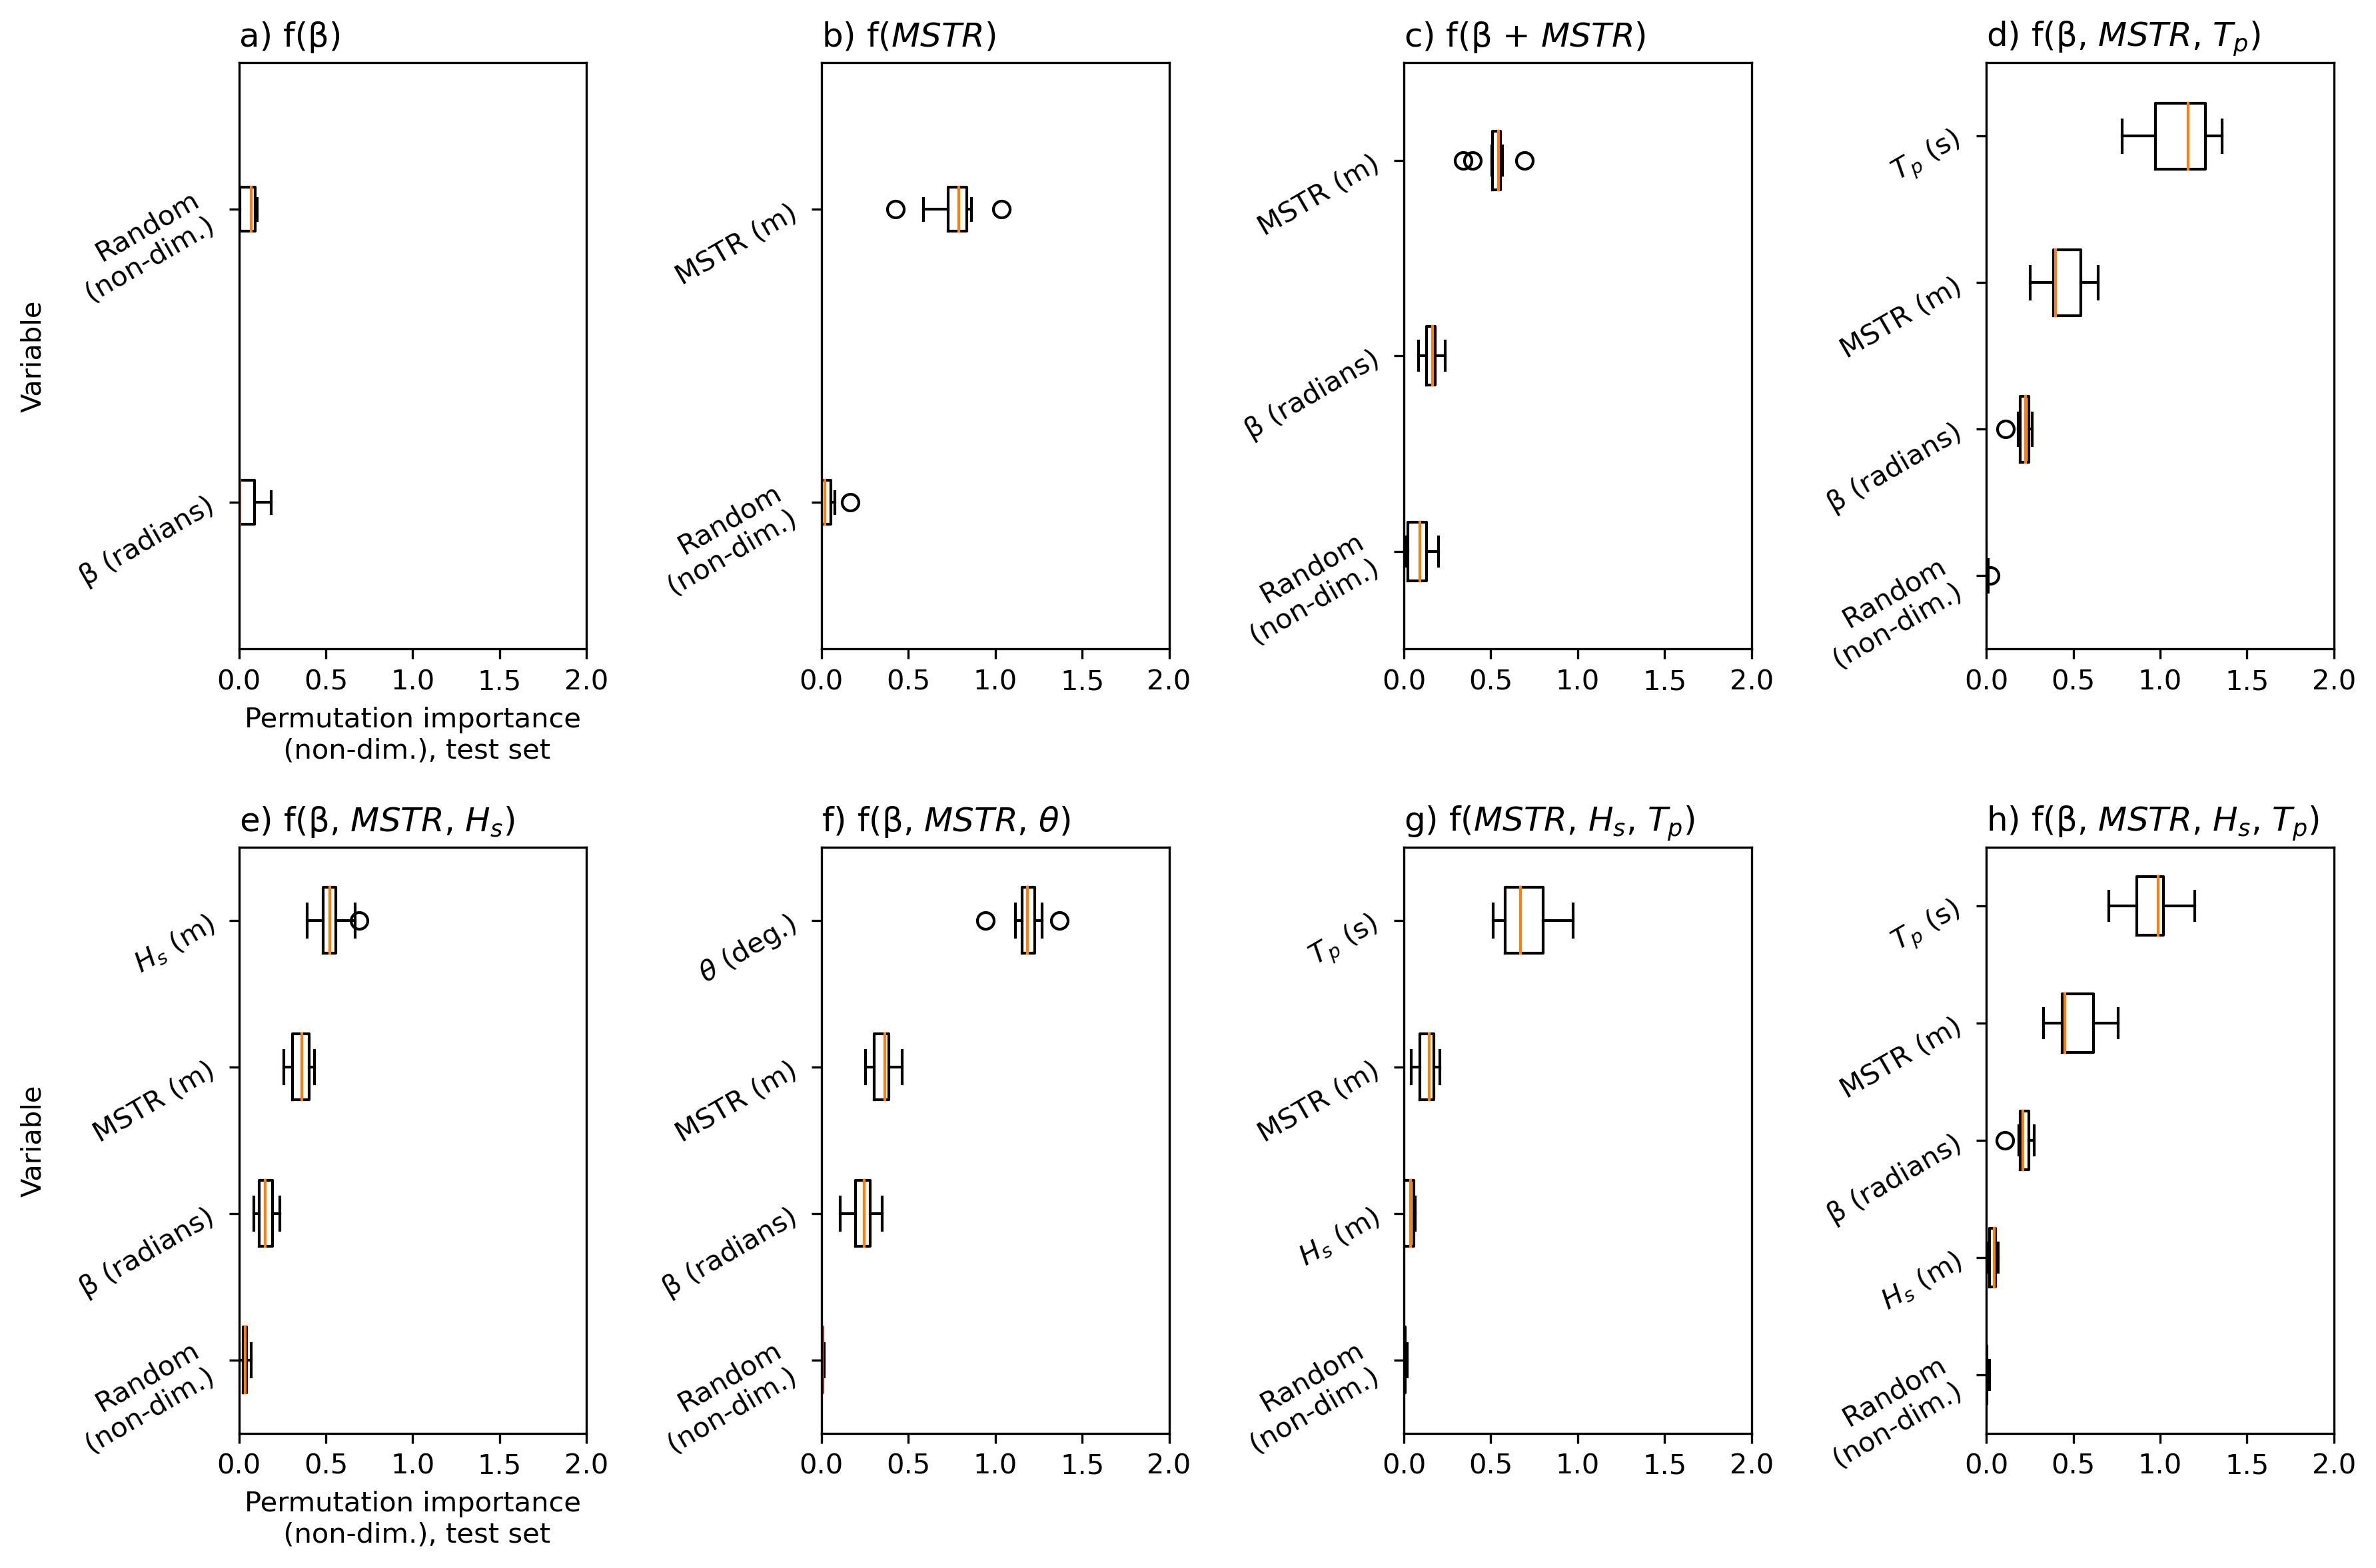 a) f(β)
Variable
Random
(non-dim.)
β (radians)
0.0 0.5 1.0 1.5 2.0
Permutation importance
(non-dim.), test set
b) f(MSTR)
MSTR (m)
Random
(non-dim.)
0.0 0.5 1.0 1.5 2.0
c) f(β + MSTR)
MSTR (m)
β (radians)
Random
(non-dim.)
0.0 0.5 1.0 1.5 2.0
d) f(β, MSTR, Tp)
Tp (s)
MSTR (m)
β (radians)
Random
(non-dim.)
0.0 0.5 1.0 1.5 2.0
e) f(β, MSTR, Hs)
Variable
Hs (m)
MSTR (m)
β (radians)
Random
(non-dim.)
0.0 0.5 1.0 1.5 2.0
Permutation importance
(non-dim.), test set
f) f(β, MSTR, θ)
θ (deg.)
MSTR (m)
β (radians)
Random
(non-dim.)
0.0 0.5 1.0 1.5 2.0
g) f(MSTR, Hs, Tp)
Tp (s)
MSTR (m)
Hs (m)
Random
(non-dim.)
0.0 0.5 1.0 1.5 2.0
h) f(β, MSTR, Hs, Tp)
Tp (s)
MSTR (m)
β (radians)
Hs (m)
Random
(non-dim.)
0.0 0.5 1.0 1.5 2.0